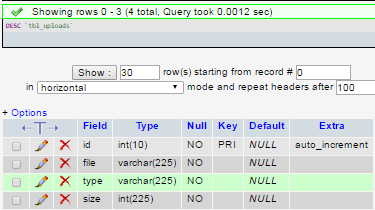 Showing rows 0 - 3 (4 total, Query took 0.0012 sec)
DESC `tbl_uploads`
Show : 30 row(s) starting from record # 0
in horizontal mode and repeat headers after 100
+ Options
←T→ Field Type Null Key Default Extra
id int(10) NO PRI NULL auto_increment
file varchar(225) NO NULL
type varchar(225) NO NULL
size int(225) NO NULL